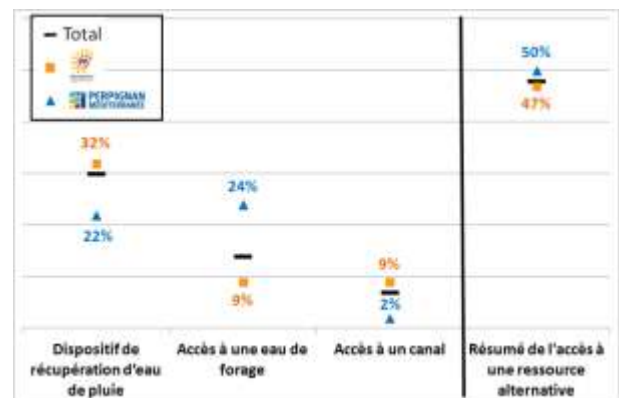 Total
PERPIGNAN
MÉDITERRANÉE
50%
47%
32%
24%
22%
9%
9%
2%
Dispositif de
récupération d'eau
de pluie
Accès à une eau de
forage
Accès à un canal
Résumé de l'accès à
une ressource
alternative